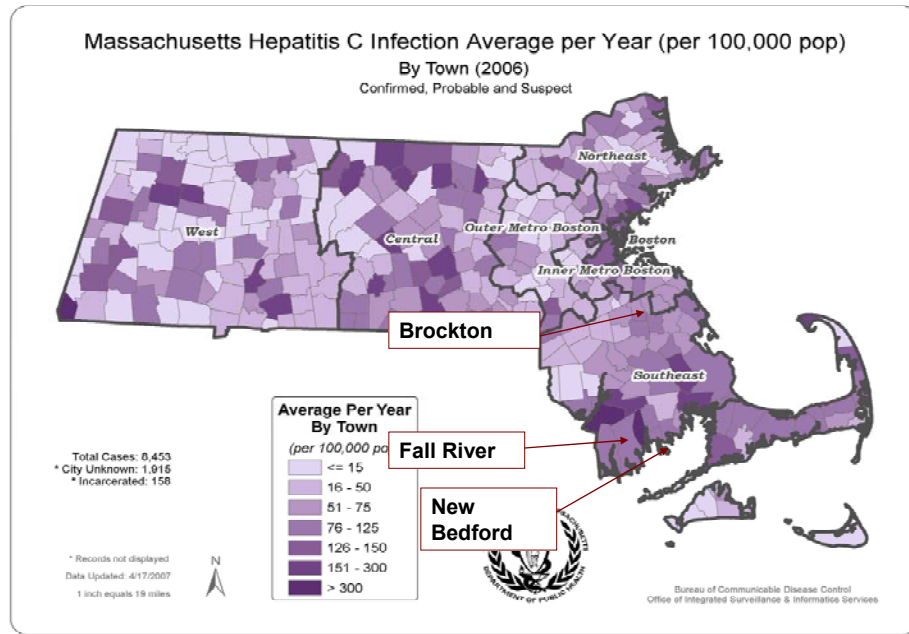 Massachusetts Hepatitis C Infection Average per Year (per 100,000 pop)
By Town (2006)
Confirmed, Probable and Suspect
Northeast
West
Central
Outer Metro Boston
Boston
Inner Metro Boston
Brockton
Southeast
Fall River
New
Bedford
Average Per Year
By Town
(per 100,000 po
<= 15
16 - 50
51 - 75
76 - 125
126 - 150
151 - 300
> 300
Total Cases: 8,453
* City Unknown: 1,915
* Incarcerated: 158
* Records not displayed
Data Updated: 4/17/2007
1 inch equals 19 miles
N
DEPARTMENT OF PUBLIC HEALTH
Bureau of Communicable Disease Control
Office of Integrated Surveillance & Informatics Services